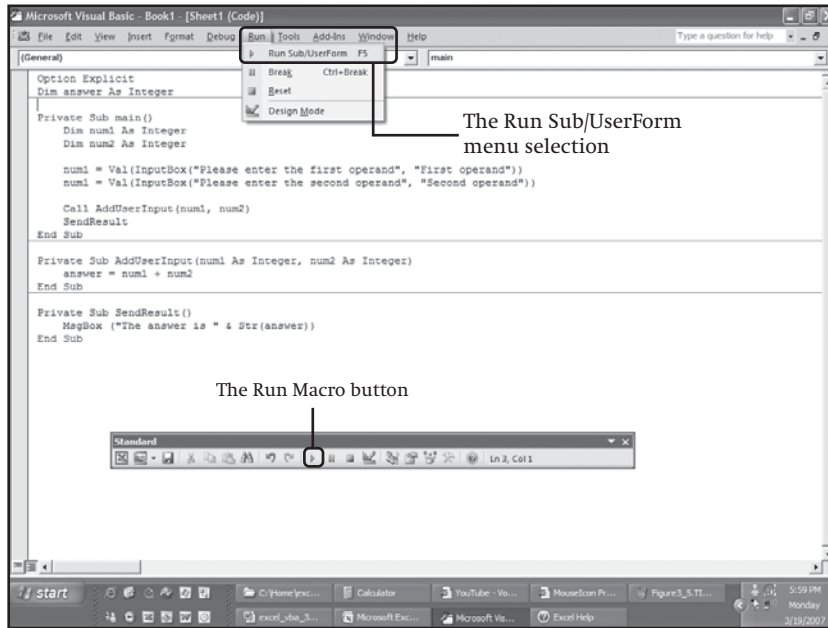 Microsoft Visual Basic - Book1 - [Sheet1 (Code)]
File Edit View Insert Format Debug Run Tools Add-Ins Window Help
Type a question for help
(General)
main
Run Sub/UserForm F5
Break Ctrl+Break
Reset
Design Mode
The Run Sub/UserForm
menu selection
Option Explicit
Dim answer As Integer
Private Sub main()
Dim num1 As Integer
Dim num2 As Integer
num1 = Val(InputBox("Please enter the first operand", "First operand"))
num1 = Val(InputBox("Please enter the second operand", "Second operand"))
Call AddUserInput(num1, num2)
SendResult
End Sub
Private Sub AddUserInput(num1 As Integer, num2 As Integer)
answer = num1 + num2
End Sub
Private Sub SendResult()
MsgBox ("The answer is " & Str(answer))
End Sub
The Run Macro button
Standard
Ln 3, Col 1
start
C:\Home\exc...
Calculator
YouTube - Vo...
MouseIcon Pr...
Figure3_5.TI...
5:59 PM
excel_vba_3...
Microsoft Exc...
Microsoft Vis...
Excel Help
Monday
3/19/2007